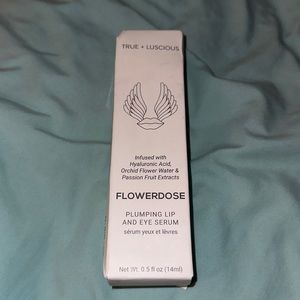 TRUE + LUSCIOUS
Infused with
Hyaluronic Acid,
Orchid Flower Water &
Passion Fruit Extracts
FLOWERDOSE
PLUMPING LIP
AND EYE SERUM
sérum yeux et lèvres
Net Wt. 0.5 fl oz (14ml)